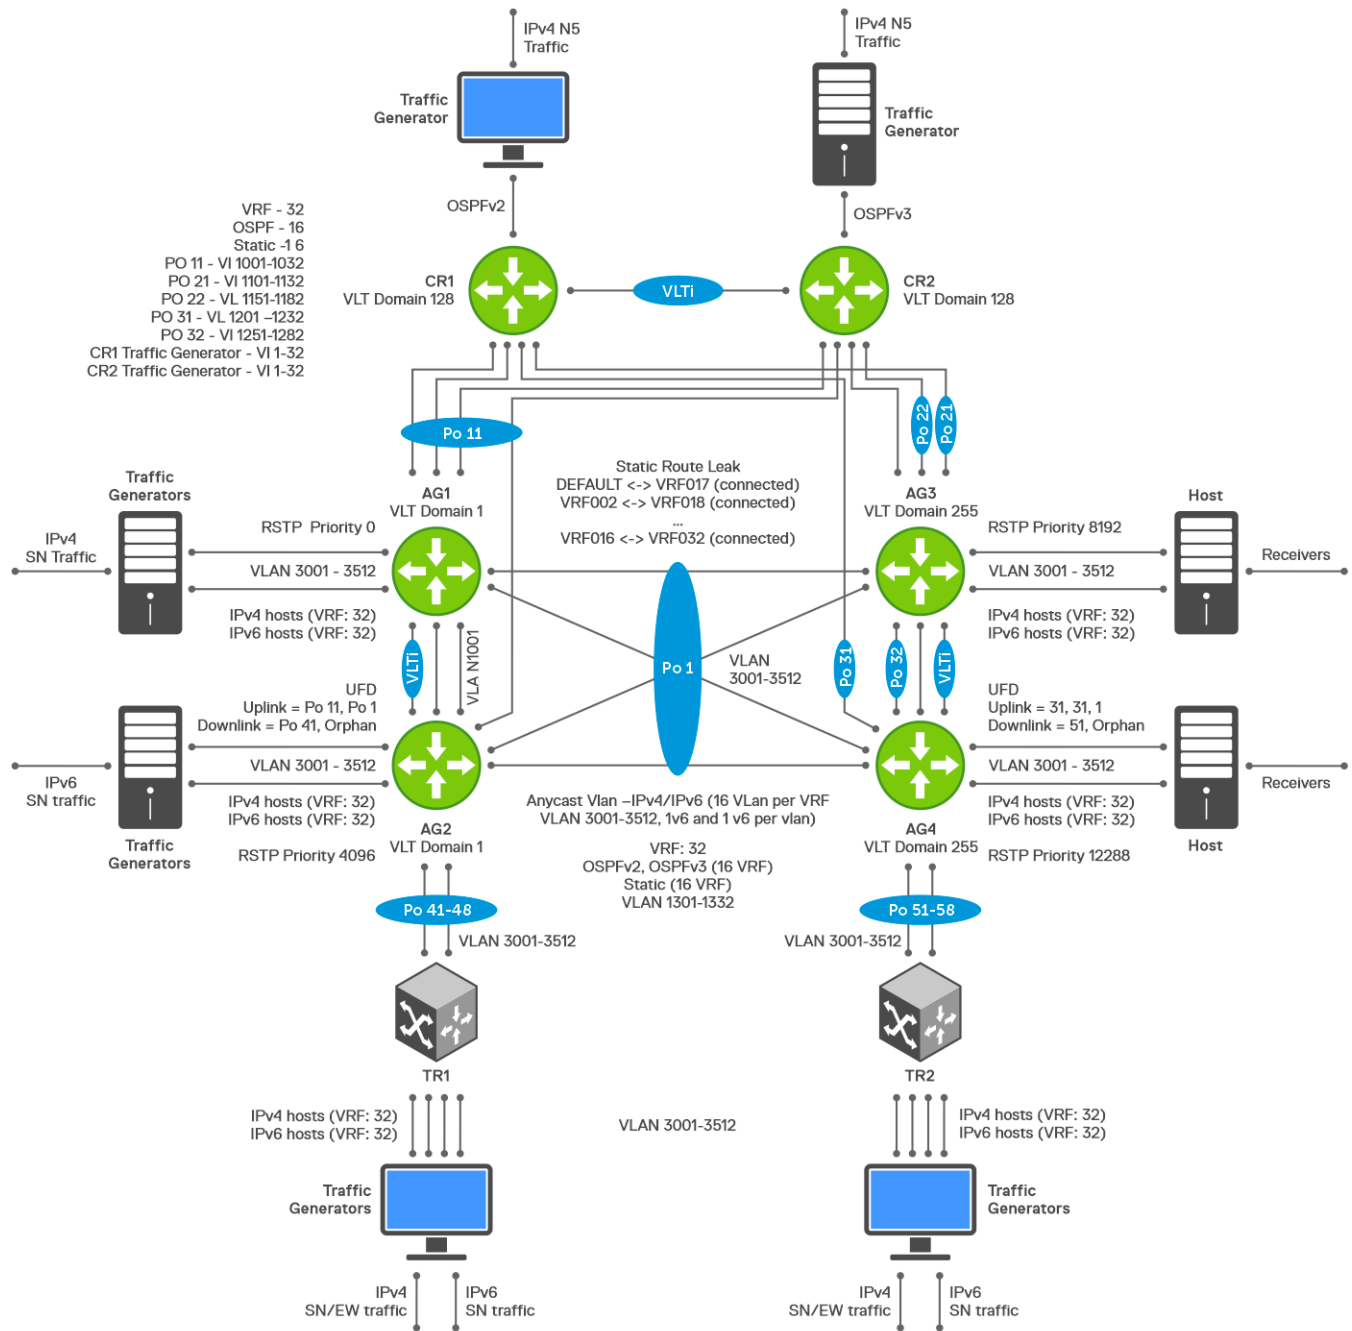 IPv4 N5
Traffic
IPv4 N5
Traffic
Traffic
Generator
Traffic
Generator
OSPFv2
OSPFv3
VRF - 32
OSPF - 16
Static -1 6
PO 11 - VI 1001-1032
PO 21 - VI 1101-1132
PO 22 - VL 1151-1182
PO 31 - VL 1201 –1232
PO 32 - VI 1251-1282
CR1 Traffic Generator - VI 1-32
CR2 Traffic Generator - VI 1-32
CR1
VLT Domain 128
VLTi
CR2
VLT Domain 128
Po 11
Po 22
Po 21
Static Route Leak
DEFAULT <-> VRF017 (connected)
VRF002 <-> VRF018 (connected)
...
VRF016 <-> VRF032 (connected)
Traffic
Generators
AG1
VLT Domain 1
AG3
VLT Domain 255
Host
RSTP  Priority 0
RSTP Priority 8192
IPv4
SN Traffic
VLAN 3001 - 3512
VLAN 3001 - 3512
Receivers
IPv4 hosts (VRF: 32)
IPv6 hosts (VRF: 32)
IPv4 hosts (VRF: 32)
IPv6 hosts (VRF: 32)
VLTi
VLA N1001
Po 1
VLAN
3001-3512
Po 31
Po 32
VLTi
UFD
Uplink = Po 11, Po 1
Downlink = Po 41, Orphan
UFD
Uplink = 31, 31, 1
Downlink = 51, Orphan
IPv6
SN traffic
VLAN 3001 - 3512
VLAN 3001 - 3512
Receivers
IPv4 hosts (VRF: 32)
IPv6 hosts (VRF: 32)
Anycast Vlan –IPv4/IPv6 (16 VLan per VRF
VLAN 3001-3512, 1v6 and 1 v6 per vlan)
IPv4 hosts (VRF: 32)
IPv6 hosts (VRF: 32)
Traffic
Generators
AG2
VLT Domain 1
RSTP Priority 4096
VRF: 32
OSPFv2, OSPFv3 (16 VRF)
Static (16 VRF)
VLAN 1301-1332
AG4
VLT Domain 255
RSTP Priority 12288
Host
Po 41-48
Po 51-58
VLAN 3001-3512
VLAN 3001-3512
TR1
TR2
IPv4 hosts (VRF: 32)
IPv6 hosts (VRF: 32)
VLAN 3001-3512
IPv4 hosts (VRF: 32)
IPv6 hosts (VRF: 32)
Traffic
Generators
Traffic
Generators
IPv4
SN/EW traffic
IPv6
SN traffic
IPv4
SN/EW traffic
IPv6
SN traffic